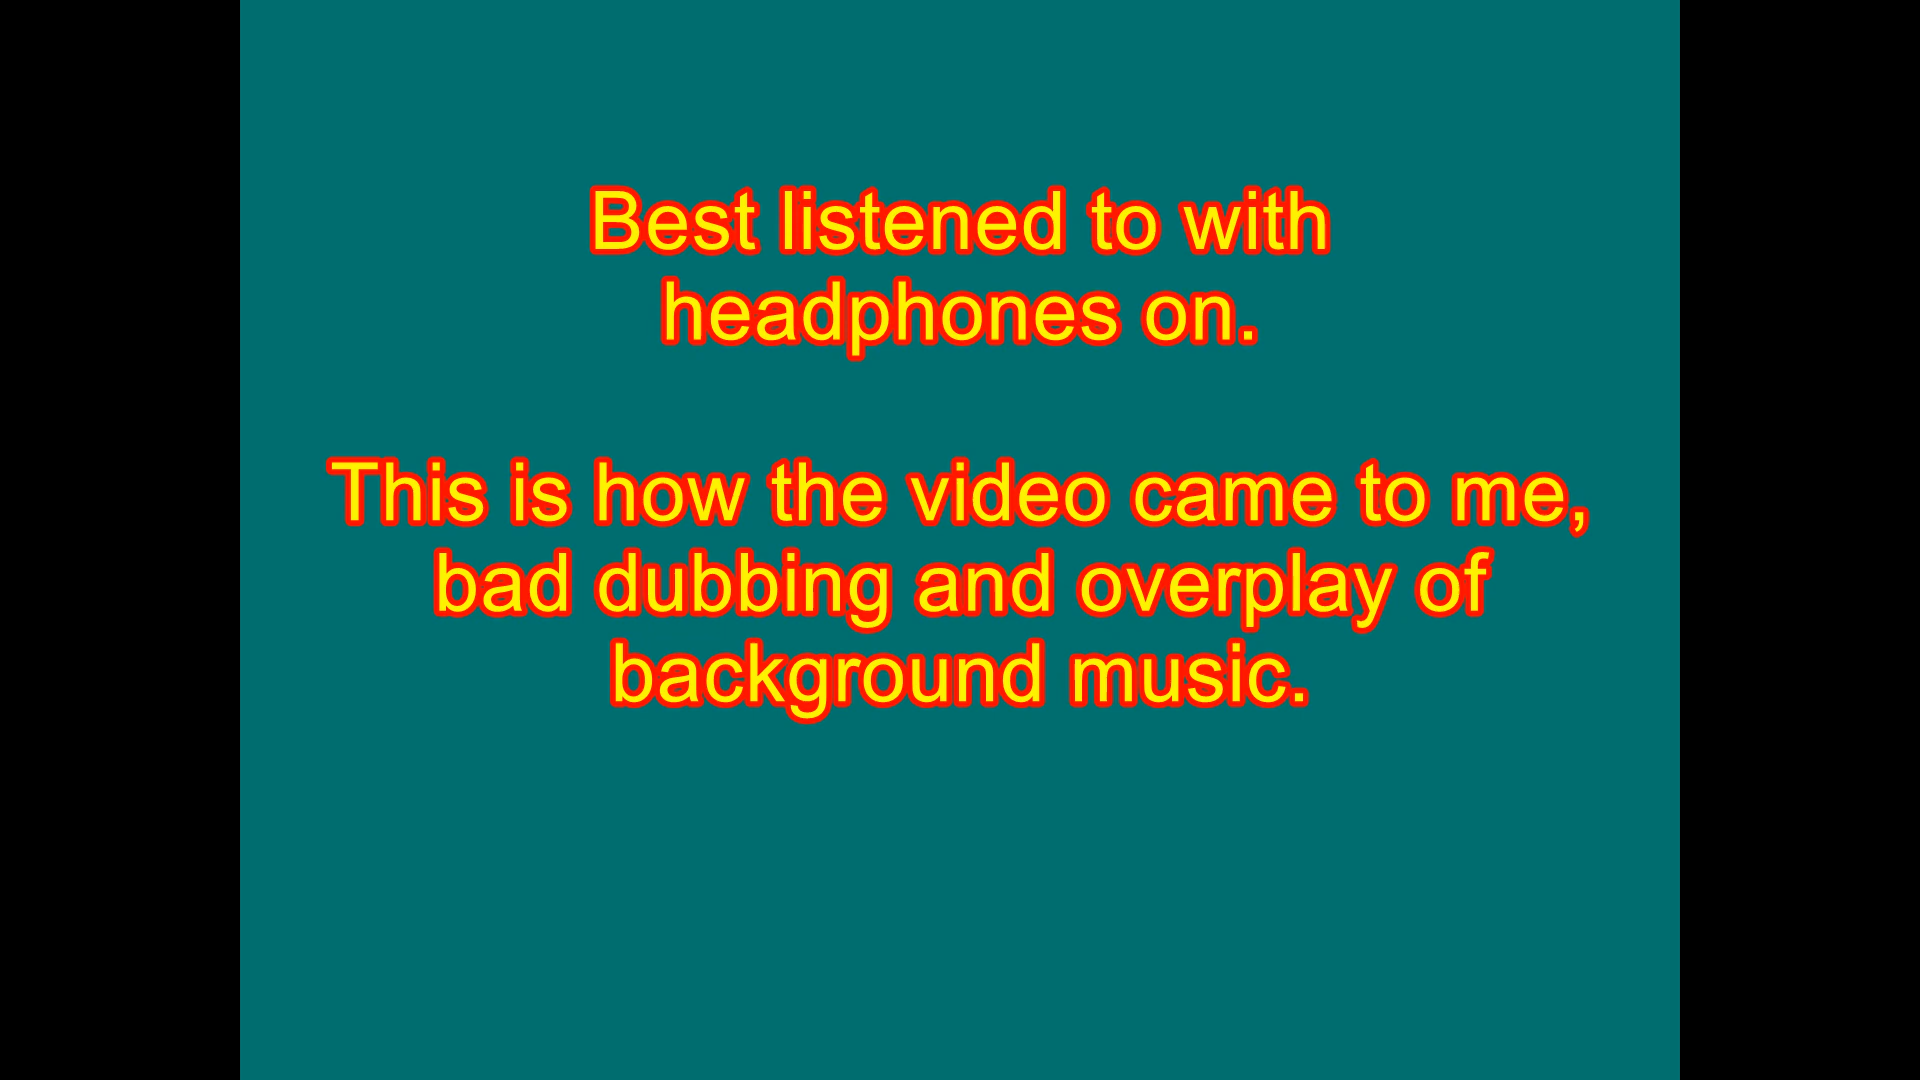 Best listened to with
headphones on.
This is how the video came to me,
bad dubbing and overplay of
background music.